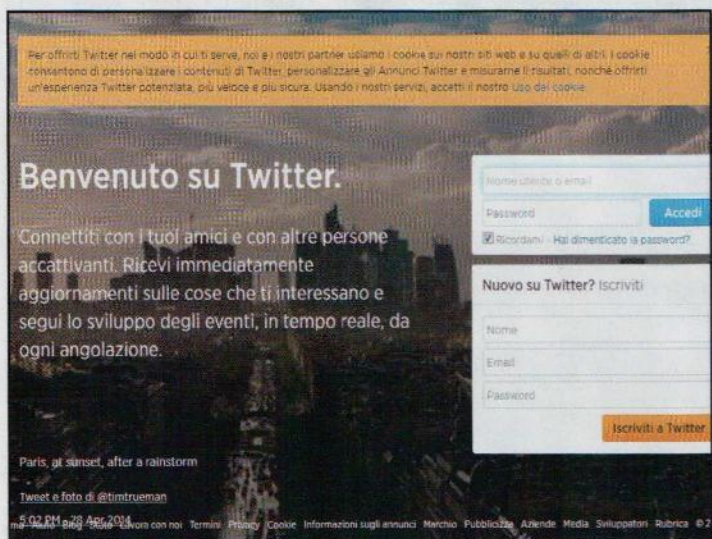 Per offrirti Twitter nel modo in cui ti serve, noi e i nostri partner usiamo i cookie sui nostri siti web e su quelli di altri. I cookie
consentono di personalizzare i contenuti di Twitter, personalizzare gli Annunci Twitter e misurarne il risultati, nonché offrirti
un'esperienza Twitter potenziata, più veloce e più sicura. Usando i nostri servizi, accetti il nostro Uso dei cookie.
Benvenuto su Twitter.
Connettiti con i tuoi amici e con altre persone
accattivanti. Ricevi immediatamente
aggiornamenti sulle cose che ti interessano e
segui lo sviluppo degli eventi, in tempo reale, da
ogni angolazione.
Nome utente o email
Password Accedi
Ricordami - Hai dimenticato la password?
Nuovo su Twitter? Iscriviti
Nome
Email
Password
Iscriviti a Twitter
Paris, at sunset, after a rainstorm
Tweet e foto di @timtrueman
5:02 PM - 28 Apr 2014
Blog Lavora con noi Termini Privacy Cookie Informazioni sugli annunci Marchio Pubblicizza Aziende Media Sviluppatori Rubrica © 2